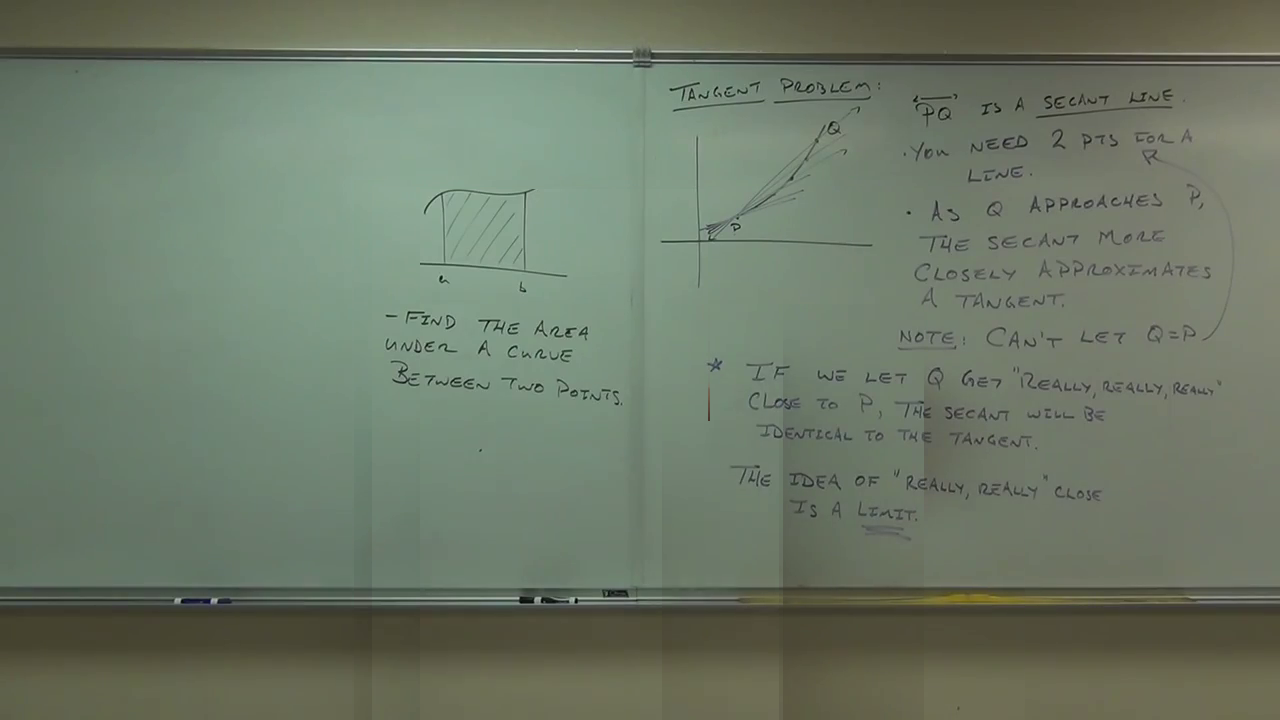 a
b
- FIND THE AREA
UNDER A CURVE
BETWEEN TWO POINTS.
TANGENT PROBLEM:
Q
P
PQ IS A SECANT LINE.
· YOU NEED 2 PTS FOR A
LINE.
· AS Q APPROACHES P,
THE SECANT MORE
CLOSELY APPROXIMATES
A TANGENT.
NOTE: CAN'T LET Q=P
* IF WE LET Q GET "REALLY, REALLY, REALLY"
CLOSE TO P, THE SECANT WILL BE
IDENTICAL TO THE TANGENT.
THE IDEA OF "REALLY, REALLY" CLOSE
IS A LIMIT.